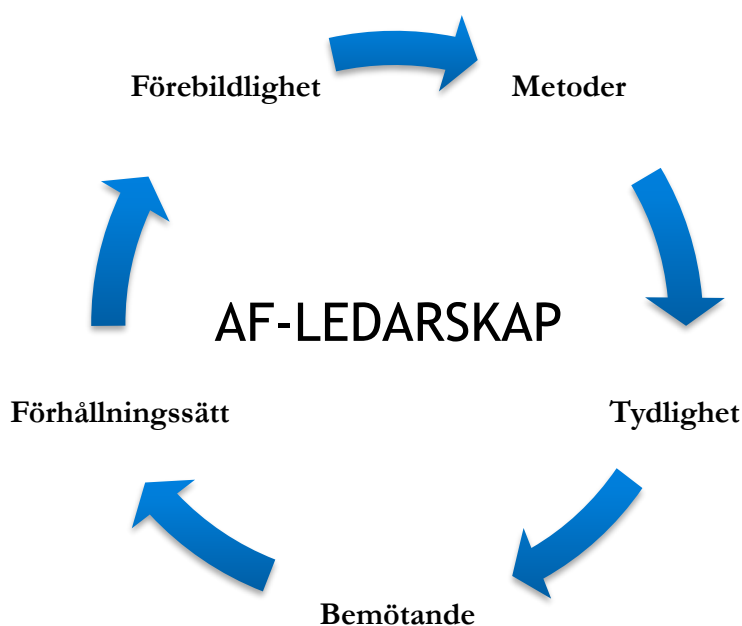 Förebildlighet
Metoder
AF-LEDARSKAP
Förhållningssätt
Tydlighet
Bemötande